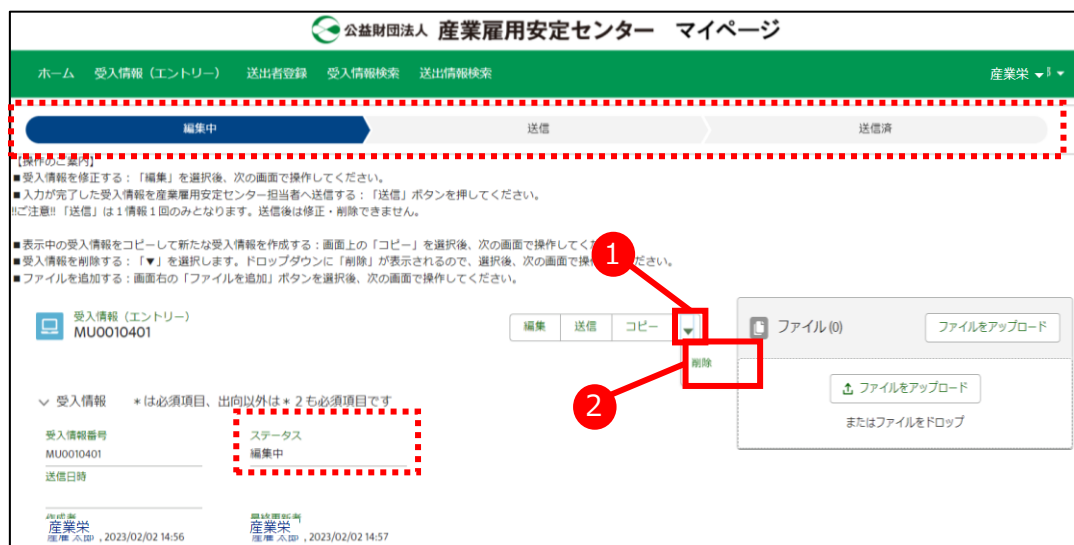 公益財団法人 産業雇用安定センター マイページ
ホーム 受入情報（エントリー） 送出者登録 受入情報検索 送出情報検索 産業栄
編集中 送信 送信済
【操作のご案内】
■受入情報を修正する：「編集」を選択後、次の画面で操作してください。
■入力が完了した受入情報を産業雇用安定センター担当者へ送信する：「送信」ボタンを押してください。
!!ご注意!!「送信」は１情報１回のみとなります。送信後は修正・削除できません。
■表示中の受入情報をコピーして新たな受入情報を作成する：画面上の「コピー」を選択後、次の画面で操作してく
■受入情報を削除する：「▼」を選択します。ドロップダウンに「削除」が表示されるので、選択後、次の画面で操 ださい。
■ファイルを追加する：画面右の「ファイルを追加」ボタンを選択後、次の画面で操作してください。
1
受入情報（エントリー）
MU0010401
編集 送信 コピー
削除
2
ファイル(0) ファイルをアップロード
ファイルをアップロード
またはファイルをドロップ
受入情報 ＊は必須項目、出向以外は＊２も必須項目です
受入情報番号 ステータス
MU0010401 編集中
送信日時
産業栄 産業栄
, 2023/02/02 14:56 , 2023/02/02 14:57